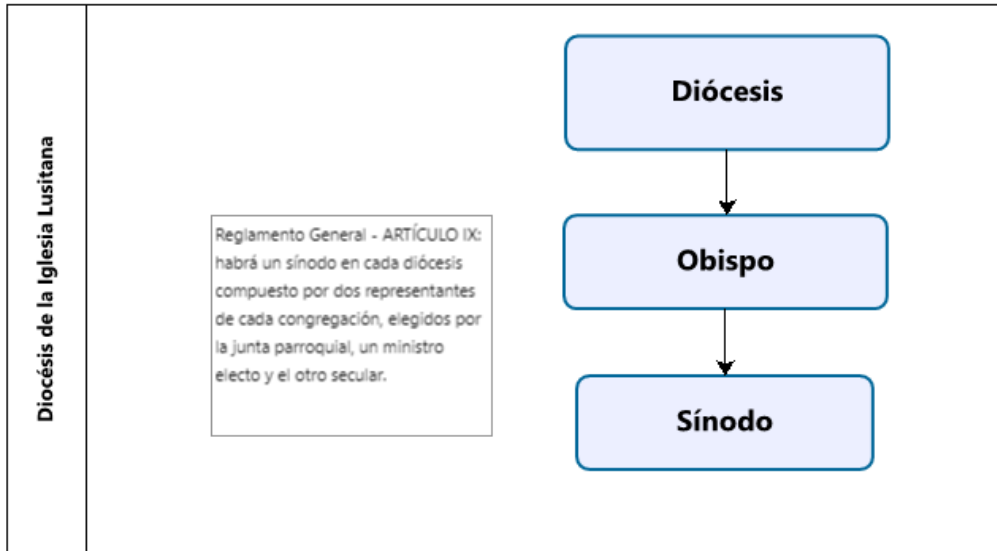 Diocésis de la Iglesia Lusitana
Diócesis
Reglamento General - ARTÍCULO IX:
habrá un sínodo en cada diócesis
compuesto por dos representantes
de cada congregación, elegidos por
la junta parroquial, un ministro
electo y el otro secular.
Obispo
Sínodo